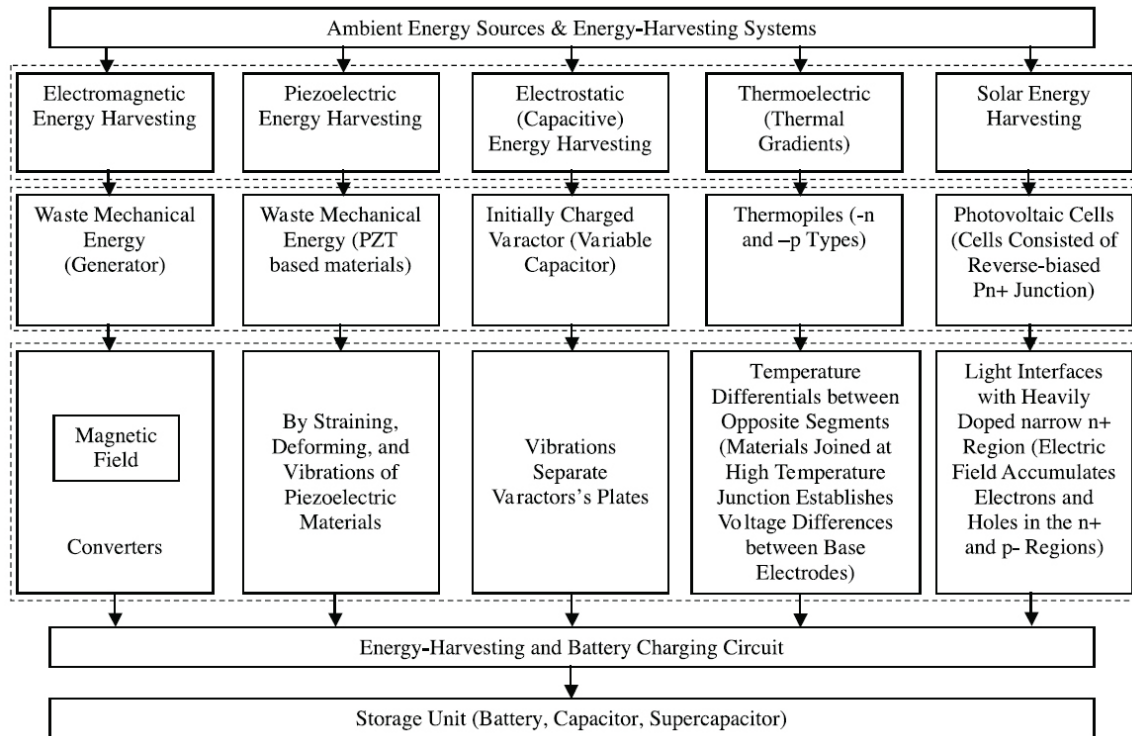 Ambient Energy Sources & Energy-Harvesting Systems
Electromagnetic
Energy Harvesting
Piezoelectric
Energy Harvesting
Electrostatic
(Capacitive)
Energy Harvesting
Thermoelectric
(Thermal
Gradients)
Solar Energy
Harvesting
Waste Mechanical
Energy
(Generator)
Waste Mechanical
Energy (PZT
based materials)
Initially Charged
Varactor (Variable
Capacitor)
Thermopiles (-n
and –p Types)
Photovoltaic Cells
(Cells Consisted of
Reverse-biased
Pn+ Junction)
Magnetic
Field
Converters
By Straining,
Deforming, and
Vibrations of
Piezoelectric
Materials
Vibrations
Separate
Varactors's Plates
Temperature
Differentials between
Opposite Segments
(Materials Joined at
High Temperature
Junction Establishes
Voltage Differences
between Base
Electrodes)
Light Interfaces
with Heavily
Doped narrow n+
Region (Electric
Field Accumulates
Electrons and
Holes in the n+
and p- Regions)
Energy-Harvesting and Battery Charging Circuit
Storage Unit (Battery, Capacitor, Supercapacitor)